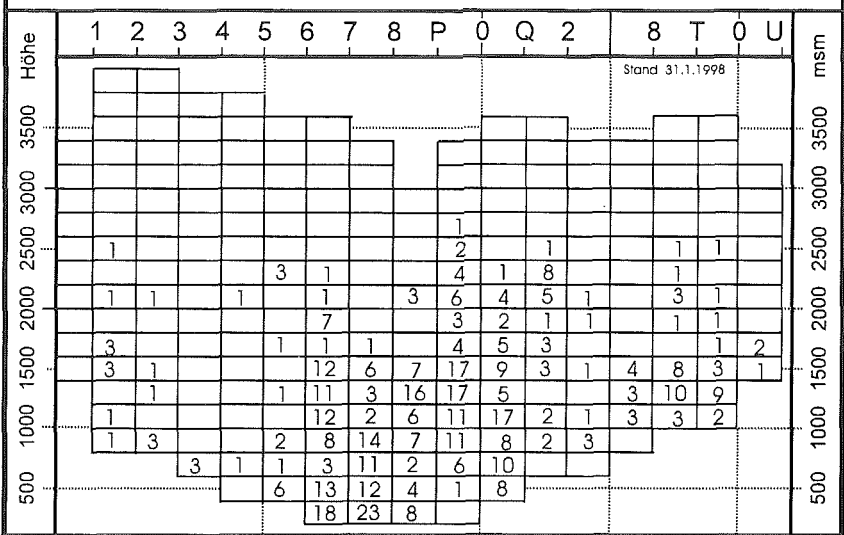 1 2 3 4 5 6 7 8 P 0 Q 2 8 T 0 U
Höhe Stand 31.1.1998 msm
3500 3500
3000 3000
1
2500 1 2 1 1 1 2500
3 1 4 1 8 1
2000 1 1 1 1 3 6 4 5 1 3 1 2000
7 3 2 1 1 1 1
3 1 1 1 4 5 3 1 2
1500 3 1 12 6 7 17 9 3 1 4 8 3 1 1500
1 1 11 3 16 17 5 3 10 9
1000 1 12 2 6 11 17 2 1 3 3 2 1000
1 3 2 8 14 7 11 8 2 3
3 1 1 3 11 2 6 10
500 6 13 12 4 1 8 500
18 23 8